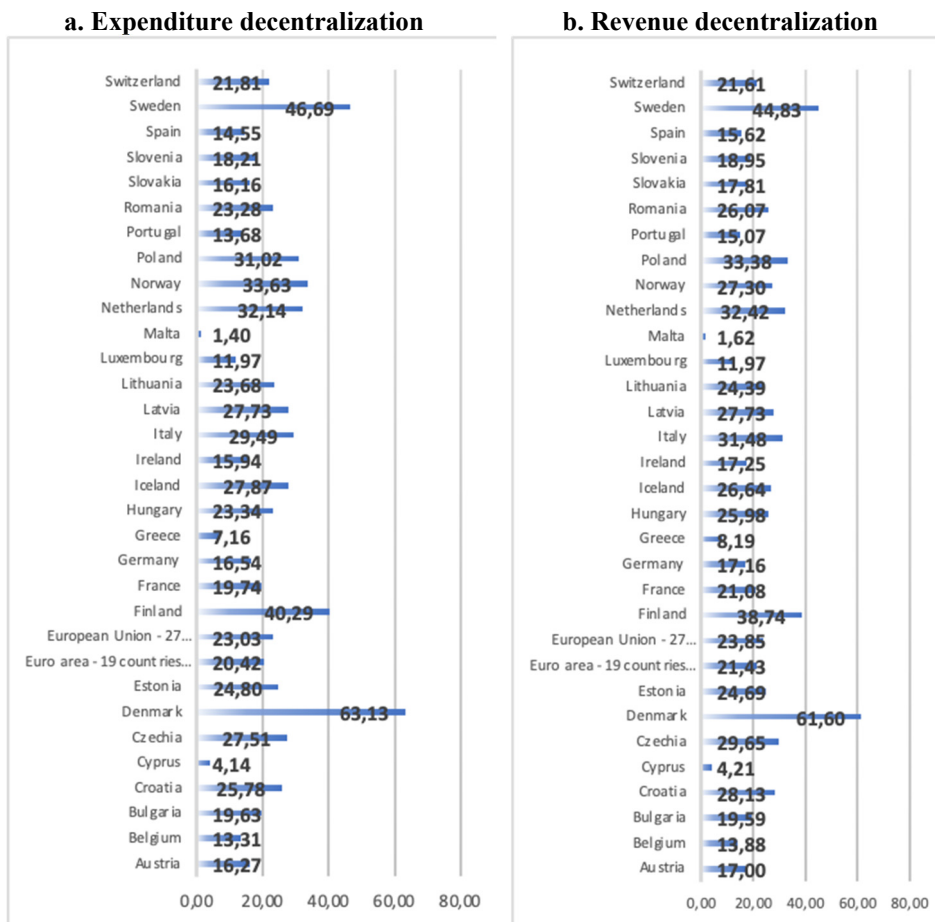 a. Expenditure decentralization
Switzerland 21,81
Sweden 46,69
Spain 14,55
Slovenia 18,21
Slovakia 16,16
Romania 23,28
Portugal 13,68
Poland 31,02
Norway 33,63
Netherlands 32,14
Malta 1,40
Luxembourg 11,97
Lithuania 23,68
Latvia 27,73
Italy 29,49
Ireland 15,94
Iceland 27,87
Hungary 23,34
Greece 7,16
Germany 16,54
France 19,74
Finland 40,29
European Union - 27... 23,03
Euro area - 19 countries... 20,42
Estonia 24,80
Denmark 63,13
Czechia 27,51
Cyprus 4,14
Croatia 25,78
Bulgaria 19,63
Belgium 13,31
Austria 16,27
0,00 20,00 40,00 60,00 80,00
b. Revenue decentralization
Switzerland 21,61
Sweden 44,83
Spain 15,62
Slovenia 18,95
Slovakia 17,81
Romania 26,07
Portugal 15,07
Poland 33,38
Norway 27,30
Netherlands 32,42
Malta 1,62
Luxembourg 11,97
Lithuania 24,39
Latvia 27,73
Italy 31,48
Ireland 17,25
Iceland 26,64
Hungary 25,98
Greece 8,19
Germany 17,16
France 21,08
Finland 38,74
European Union - 27... 23,85
Euro area - 19 countries... 21,43
Estonia 24,69
Denmark 61,60
Czechia 29,65
Cyprus 4,21
Croatia 28,13
Bulgaria 19,59
Belgium 13,88
Austria 17,00
0,00 20,00 40,00 60,00 80,00